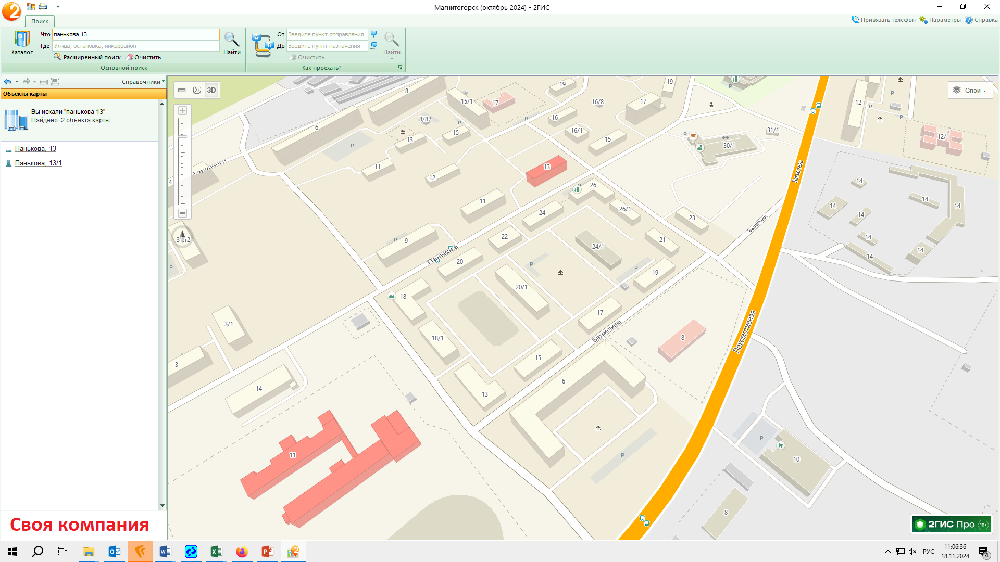 Магнитогорск (октябрь 2024) - 2ГИС
Поиск
Привязать телефон
Параметры
Справка
Что
панькова 13
Где
Улица, остановка, микрорайон
Каталог
Найти
Расширенный поиск
Очистить
Основной поиск
От
Введите пункт отправления
До
Введите пункт назначения
Найти
Очистить
Как проехать?
Справочники
Объекты карты
Вы искали "панькова 13"
Найдено: 2 объекта карты
Панькова, 13
Панькова, 13/1
Своя компания
3D
Слои
8
15/1
17
19
16/8
17
19
12
6
8/8
P
16
P
16/1
15
31/1
P
12/1
13
15
P
30/1
Тарасенко
11
12
13
26
Бахметьева
14
14
14
14
14
11
24
26/1
23
Бахметьева
9
P
22
24/1
21
14
14
14
Панькова
20
P
P
19
P
18
20/1
17
Бахметьева
8
Локомотивная
3/1
18/1
15
3
P
14
13
6
11
P
P
10
8
2ГИС Про
18+
РУС
11:06:36
18.11.2024
4